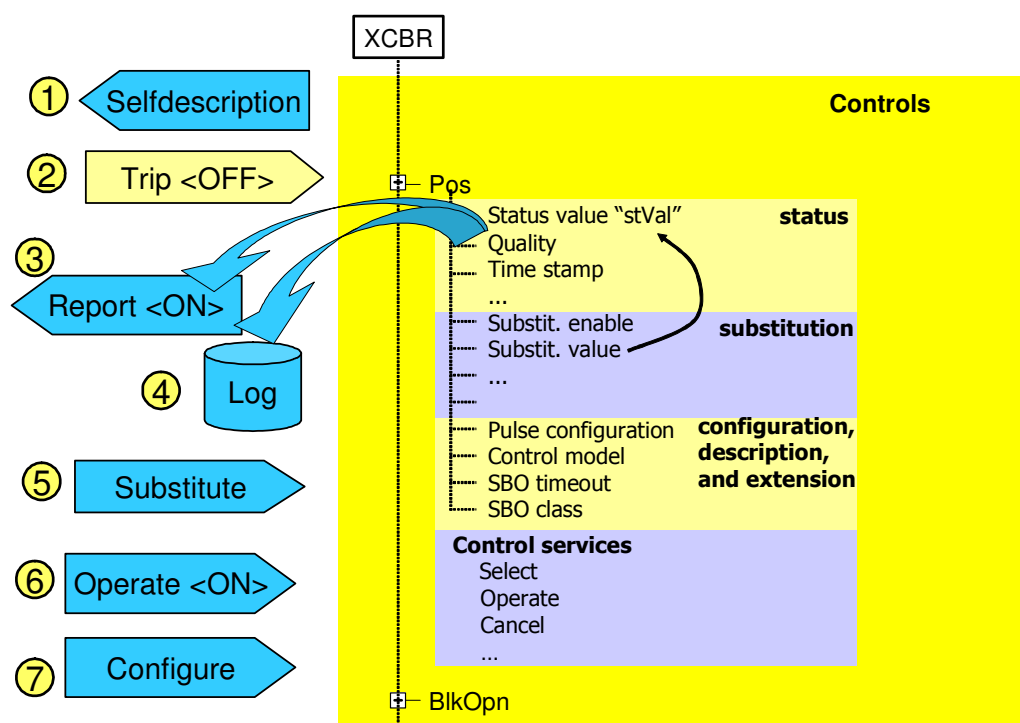 XCBR
Controls
1
Selfdescription
2
Trip <OFF>
3
Report <ON>
4
Log
5
Substitute
6
Operate <ON>
7
Configure
Pos
Status value “stVal”
status
Quality
Time stamp
...
Substit. enable
substitution
Substit. value
...
Pulse configuration
configuration,
Control model
description,
SBO timeout
and extension
SBO class
Control services
Select
Operate
Cancel
...
BlkOpn